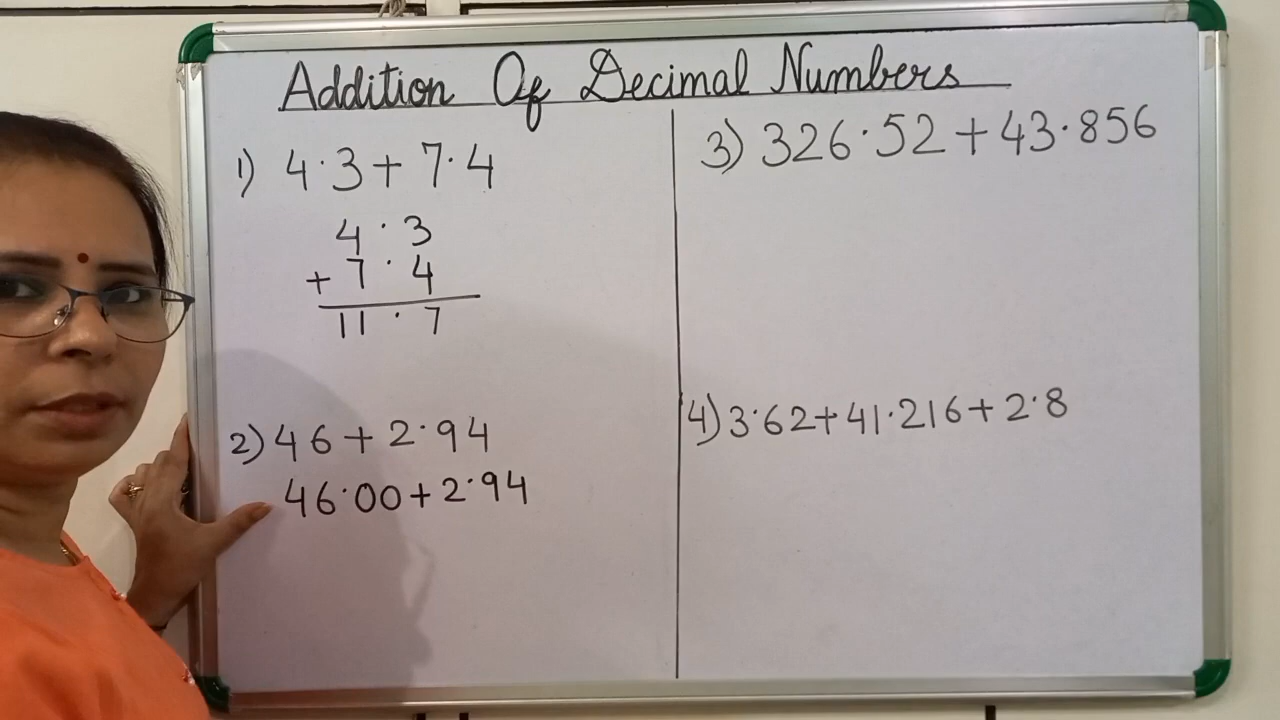 Addition Of Decimal Numbers
1) 4·3 + 7·4
4·3
+ 7·4
11·7
2) 46 + 2·94
46·00 + 2·94
3) 326·52 + 43·856
4) 3·62 + 41·216 + 2·8